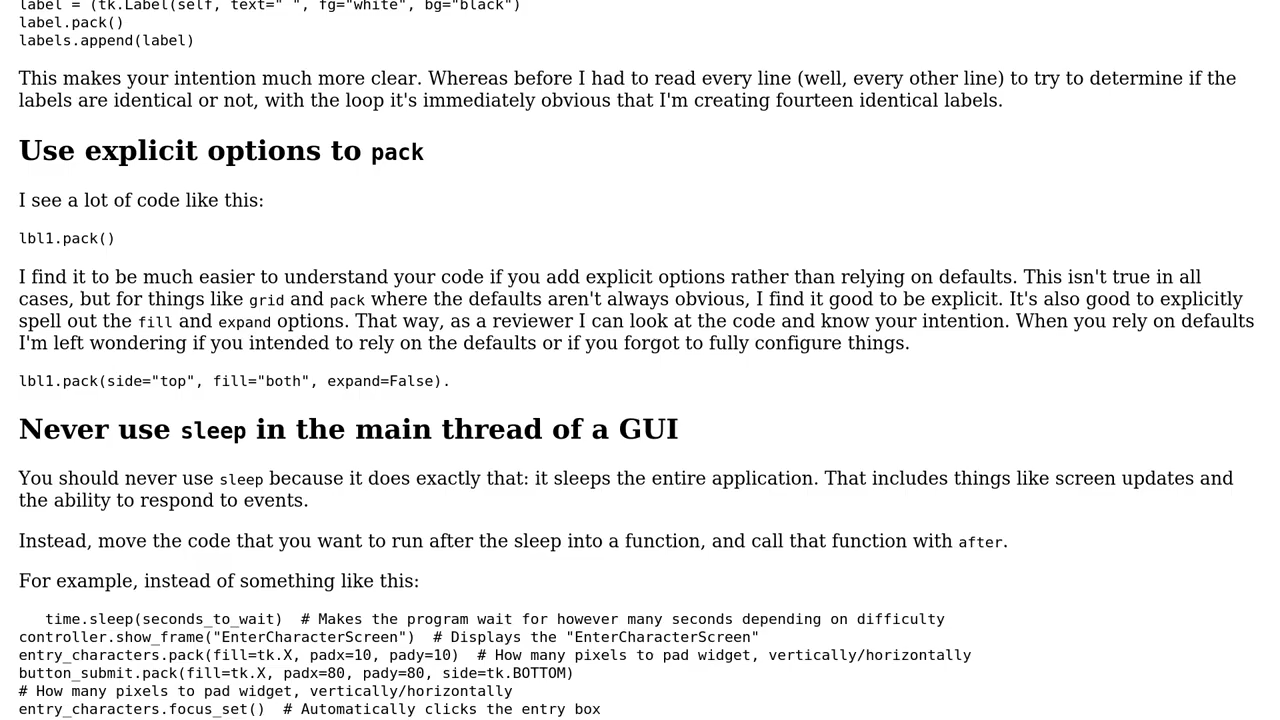 label = (tk.Label(self, text=" ", fg="white", bg="black")
label.pack()
labels.append(label)
This makes your intention much more clear. Whereas before I had to read every line (well, every other line) to try to determine if the
labels are identical or not, with the loop it's immediately obvious that I'm creating fourteen identical labels.
Use explicit options to pack
I see a lot of code like this:
lbl1.pack()
I find it to be much easier to understand your code if you add explicit options rather than relying on defaults. This isn't true in all
cases, but for things like grid and pack where the defaults aren't always obvious, I find it good to be explicit. It's also good to explicitly
spell out the fill and expand options. That way, as a reviewer I can look at the code and know your intention. When you rely on defaults
I'm left wondering if you intended to rely on the defaults or if you forgot to fully configure things.
lbl1.pack(side="top", fill="both", expand=False).
Never use sleep in the main thread of a GUI
You should never use sleep because it does exactly that: it sleeps the entire application. That includes things like screen updates and
the ability to respond to events.
Instead, move the code that you want to run after the sleep into a function, and call that function with after.
For example, instead of something like this:
time.sleep(seconds_to_wait)  # Makes the program wait for however many seconds depending on difficulty
controller.show_frame("EnterCharacterScreen")  # Displays the "EnterCharacterScreen"
entry_characters.pack(fill=tk.X, padx=10, pady=10)  # How many pixels to pad widget, vertically/horizontally
button_submit.pack(fill=tk.X, padx=80, pady=80, side=tk.BOTTOM)
# How many pixels to pad widget, vertically/horizontally
entry_characters.focus_set()  # Automatically clicks the entry box